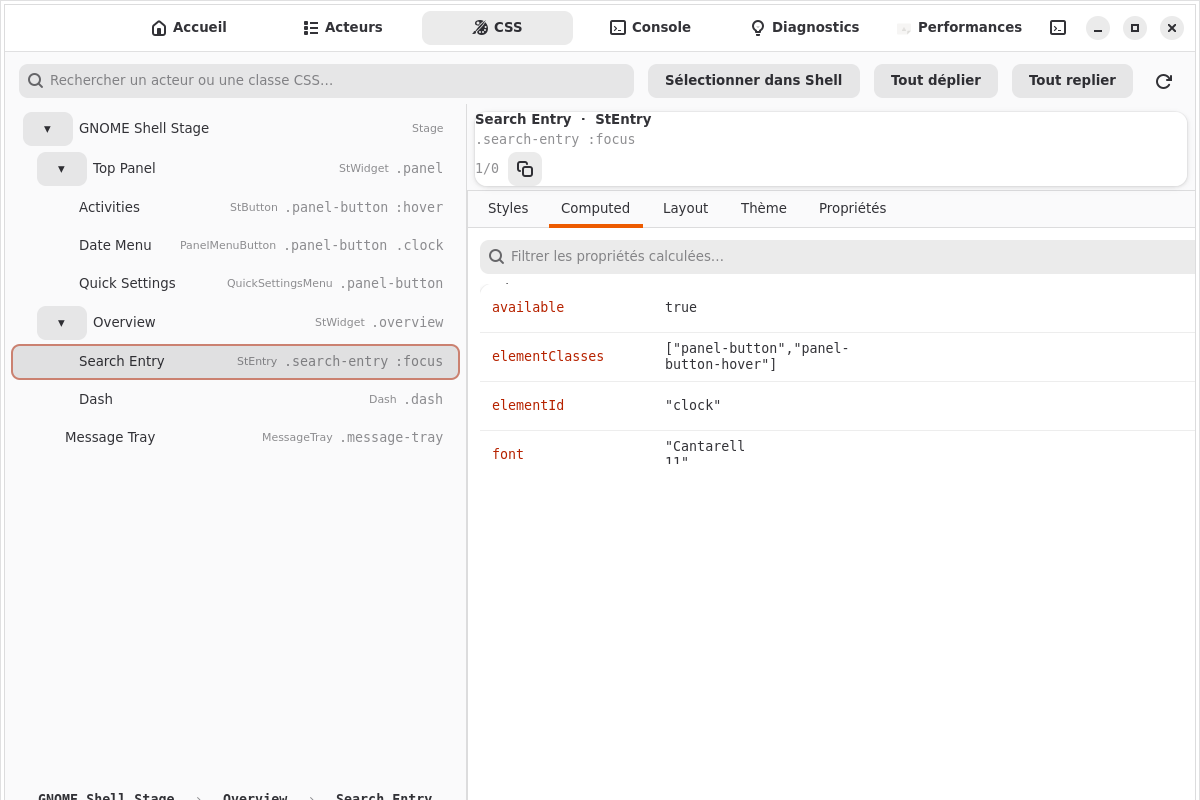 Accueil Acteurs CSS Console Diagnostics Performances
Rechercher un acteur ou une classe CSS… Sélectionner dans Shell Tout déplier Tout replier
GNOME Shell Stage Stage
Top Panel StWidget .panel
Activities StButton .panel-button :hover
Date Menu PanelMenuButton .panel-button .clock
Quick Settings QuickSettingsMenu .panel-button
Overview StWidget .overview
Search Entry StEntry .search-entry :focus
Dash Dash .dash
Message Tray MessageTray .message-tray
GNOME Shell Stage › Overview › Search Entry
Search Entry · StEntry
.search-entry :focus
1/0
Styles Computed Layout Thème Propriétés
Filtrer les propriétés calculées…
available true
elementClasses ["panel-button","panel-
button-hover"]
elementId "clock"
font "Cantarell
11"